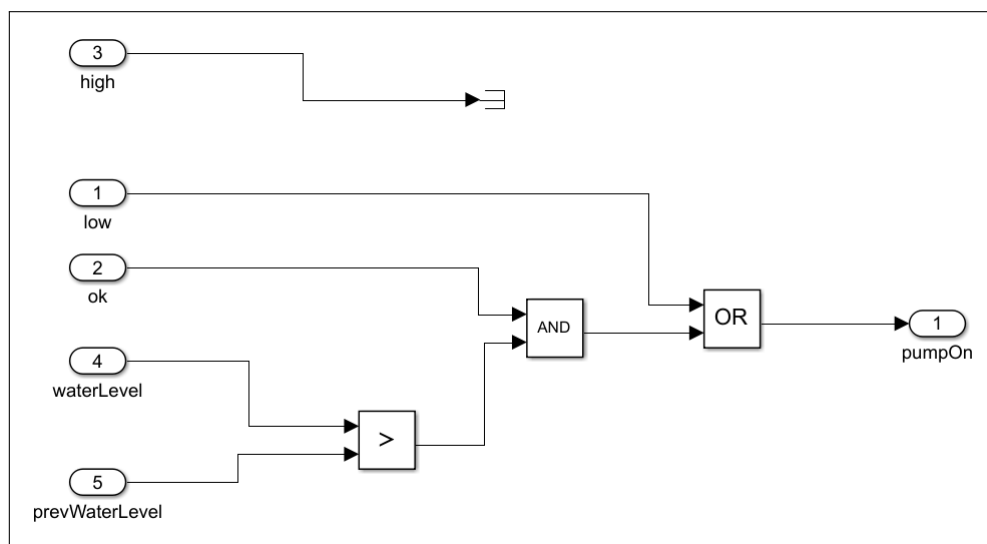 3
high
1
low
2
ok
AND
OR
1
pumpOn
4
waterLevel
>
5
prevWaterLevel